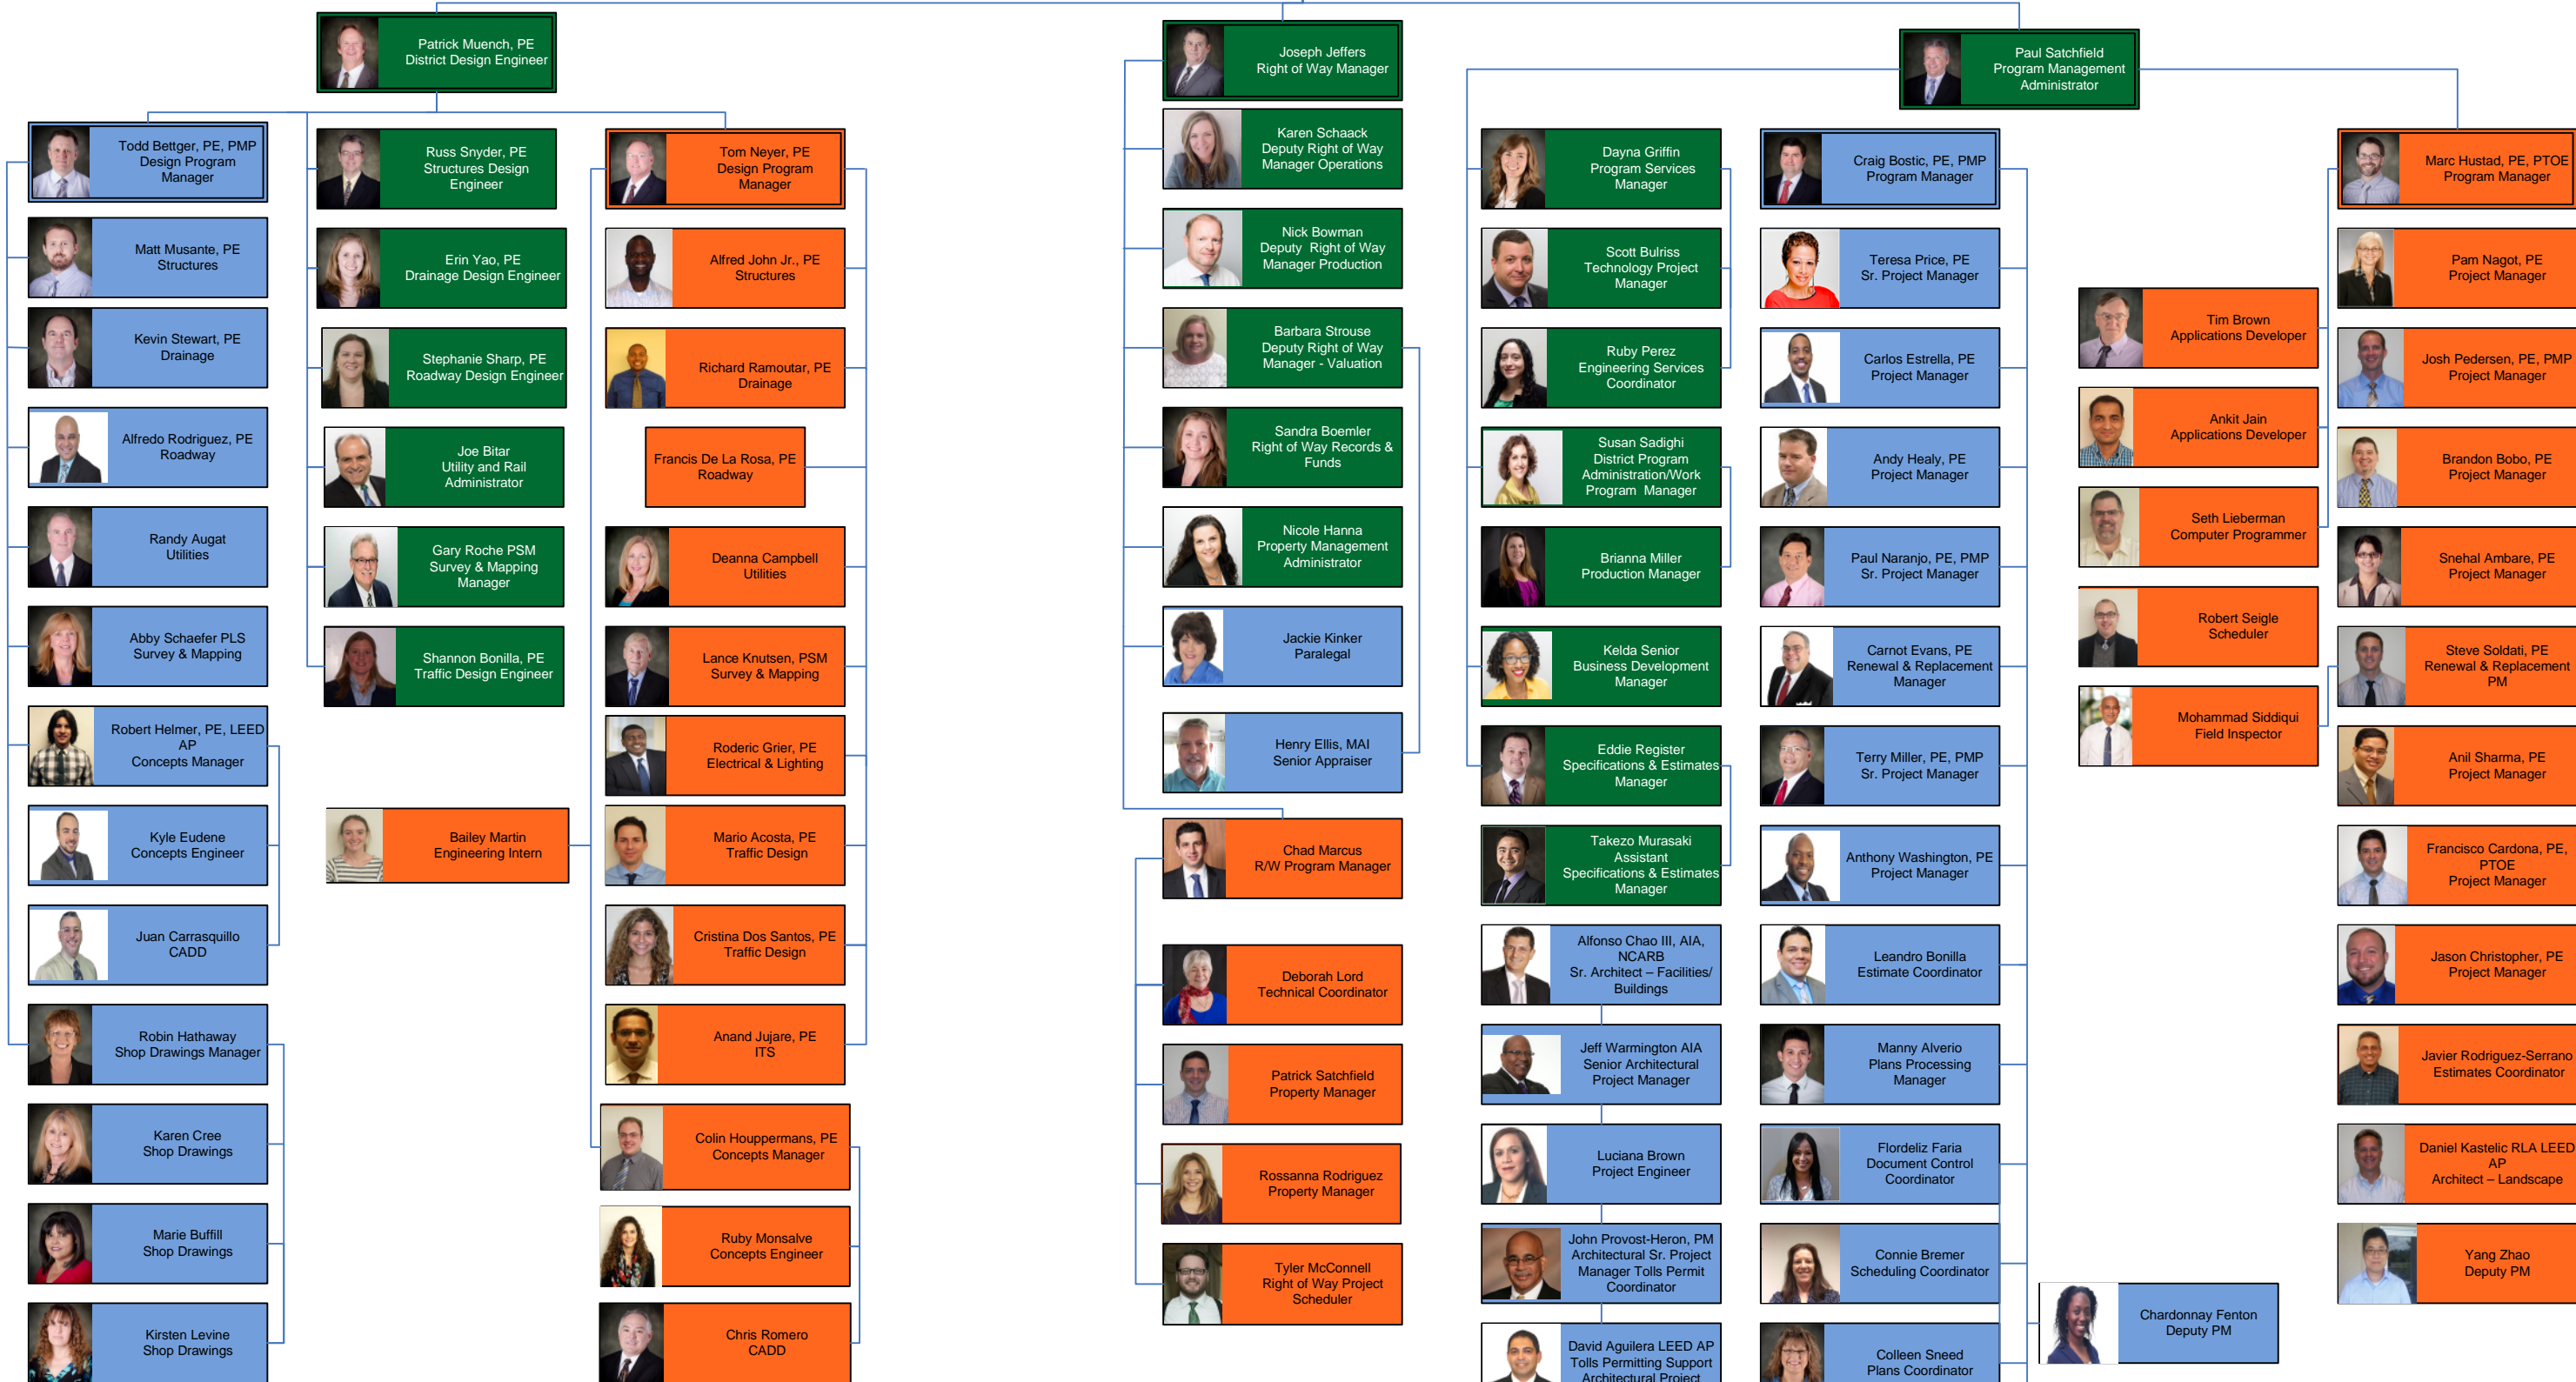 Patrick Muench, PE
District Design Engineer
Joseph Jeffers
Right of Way Manager
Paul Satchfield
Program Management
Administrator
Todd Bettger, PE, PMP
Design Program
Manager
Matt Musante, PE
Structures
Kevin Stewart, PE
Drainage
Alfredo Rodriguez, PE
Roadway
Randy Augat
Utilities
Abby Schaefer PLS
Survey & Mapping
Robert Helmer, PE, LEED
AP
Concepts Manager
Kyle Eudene
Concepts Engineer
Juan Carrasquillo
CADD
Robin Hathaway
Shop Drawings Manager
Karen Cree
Shop Drawings
Marie Buffill
Shop Drawings
Kirsten Levine
Shop Drawings
Russ Snyder, PE
Structures Design
Engineer
Erin Yao, PE
Drainage Design Engineer
Stephanie Sharp, PE
Roadway Design Engineer
Joe Bitar
Utility and Rail
Administrator
Gary Roche PSM
Survey & Mapping
Manager
Shannon Bonilla, PE
Traffic Design Engineer
Bailey Martin
Engineering Intern
Tom Neyer, PE
Design Program
Manager
Alfred John Jr., PE
Structures
Richard Ramoutar, PE
Drainage
Francis De La Rosa, PE
Roadway
Deanna Campbell
Utilities
Lance Knutsen, PSM
Survey & Mapping
Roderic Grier, PE
Electrical & Lighting
Mario Acosta, PE
Traffic Design
Cristina Dos Santos, PE
Traffic Design
Anand Jujare, PE
ITS
Colin Houppermans, PE
Concepts Manager
Ruby Monsalve
Concepts Engineer
Chris Romero
CADD
Karen Schaack
Deputy Right of Way
Manager Operations
Nick Bowman
Deputy Right of Way
Manager Production
Barbara Strouse
Deputy Right of Way
Manager - Valuation
Sandra Boemler
Right of Way Records &
Funds
Nicole Hanna
Property Management
Administrator
Jackie Kinker
Paralegal
Henry Ellis, MAI
Senior Appraiser
Chad Marcus
R/W Program Manager
Deborah Lord
Technical Coordinator
Patrick Satchfield
Property Manager
Rossanna Rodriguez
Property Manager
Tyler McConnell
Right of Way Project
Scheduler
Dayna Griffin
Program Services
Manager
Scott Bulriss
Technology Project
Manager
Ruby Perez
Engineering Services
Coordinator
Susan Sadighi
District Program
Administration/Work
Program Manager
Brianna Miller
Production Manager
Kelda Senior
Business Development
Manager
Eddie Register
Specifications & Estimates
Manager
Takezo Murasaki
Assistant
Specifications & Estimates
Manager
Alfonso Chao III, AIA,
NCARB
Sr. Architect – Facilities/
Buildings
Jeff Warmington AIA
Senior Architectural
Project Manager
Luciana Brown
Project Engineer
John Provost-Heron, PM
Architectural Sr. Project
Manager Tolls Permit
Coordinator
David Aguilera LEED AP
Tolls Permitting Support
Architectural Project
Craig Bostic, PE, PMP
Program Manager
Teresa Price, PE
Sr. Project Manager
Carlos Estrella, PE
Project Manager
Andy Healy, PE
Project Manager
Paul Naranjo, PE, PMP
Sr. Project Manager
Carnot Evans, PE
Renewal & Replacement
Manager
Terry Miller, PE, PMP
Sr. Project Manager
Anthony Washington, PE
Project Manager
Leandro Bonilla
Estimate Coordinator
Manny Alverio
Plans Processing
Manager
Flordeliz Faria
Document Control
Coordinator
Connie Bremer
Scheduling Coordinator
Colleen Sneed
Plans Coordinator
Chardonnay Fenton
Deputy PM
Tim Brown
Applications Developer
Ankit Jain
Applications Developer
Seth Lieberman
Computer Programmer
Robert Seigle
Scheduler
Mohammad Siddiqui
Field Inspector
Marc Hustad, PE, PTOE
Program Manager
Pam Nagot, PE
Project Manager
Josh Pedersen, PE, PMP
Project Manager
Brandon Bobo, PE
Project Manager
Snehal Ambare, PE
Project Manager
Steve Soldati, PE
Renewal & Replacement
PM
Anil Sharma, PE
Project Manager
Francisco Cardona, PE,
PTOE
Project Manager
Jason Christopher, PE
Project Manager
Javier Rodriguez-Serrano
Estimates Coordinator
Daniel Kastelic RLA LEED
AP
Architect – Landscape
Yang Zhao
Deputy PM